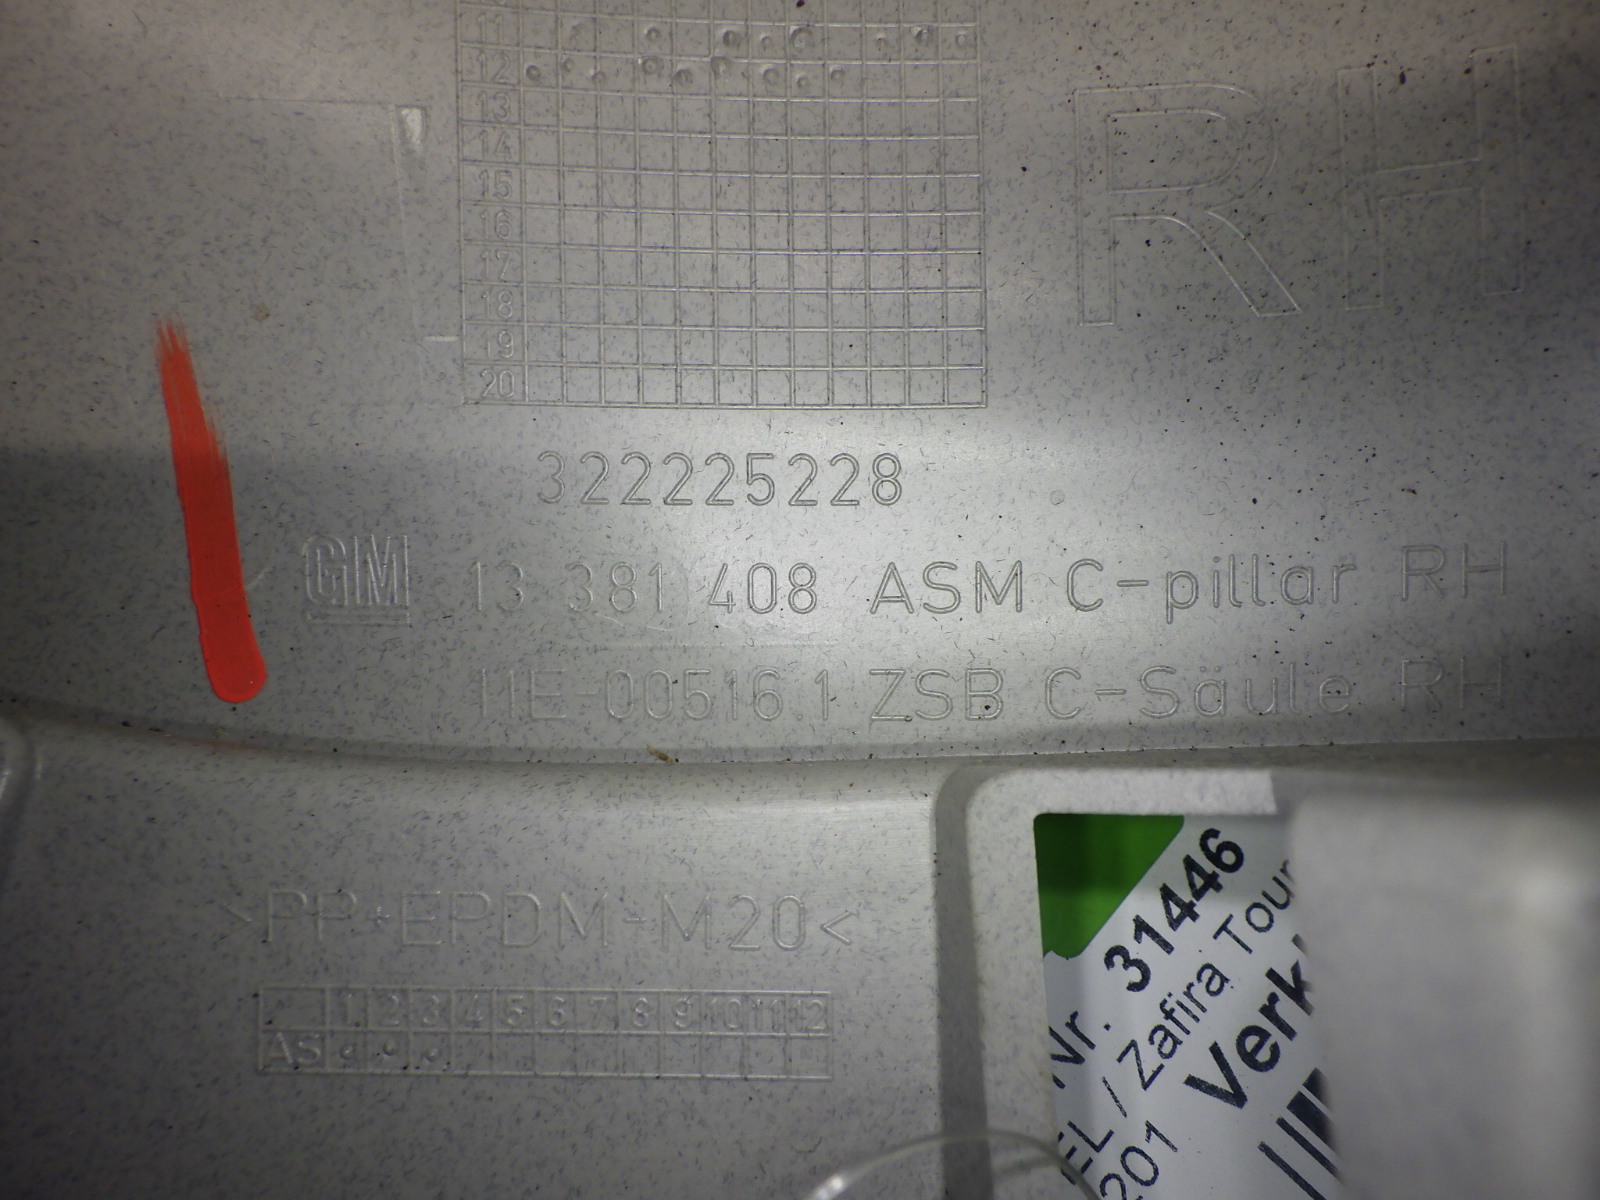 11
12
13
14
15
16
17
18
19
20
RH
322225228
GM 13 381 408 ASM C-pillar RH
11E-00516.1 ZSB C-Säule RH
>PP+EPDM-M20<
1 2 3 4 5 6 7 8 9 10 11 12
AS
Nr. 31446
EL / Zafira Tour
201
Verk